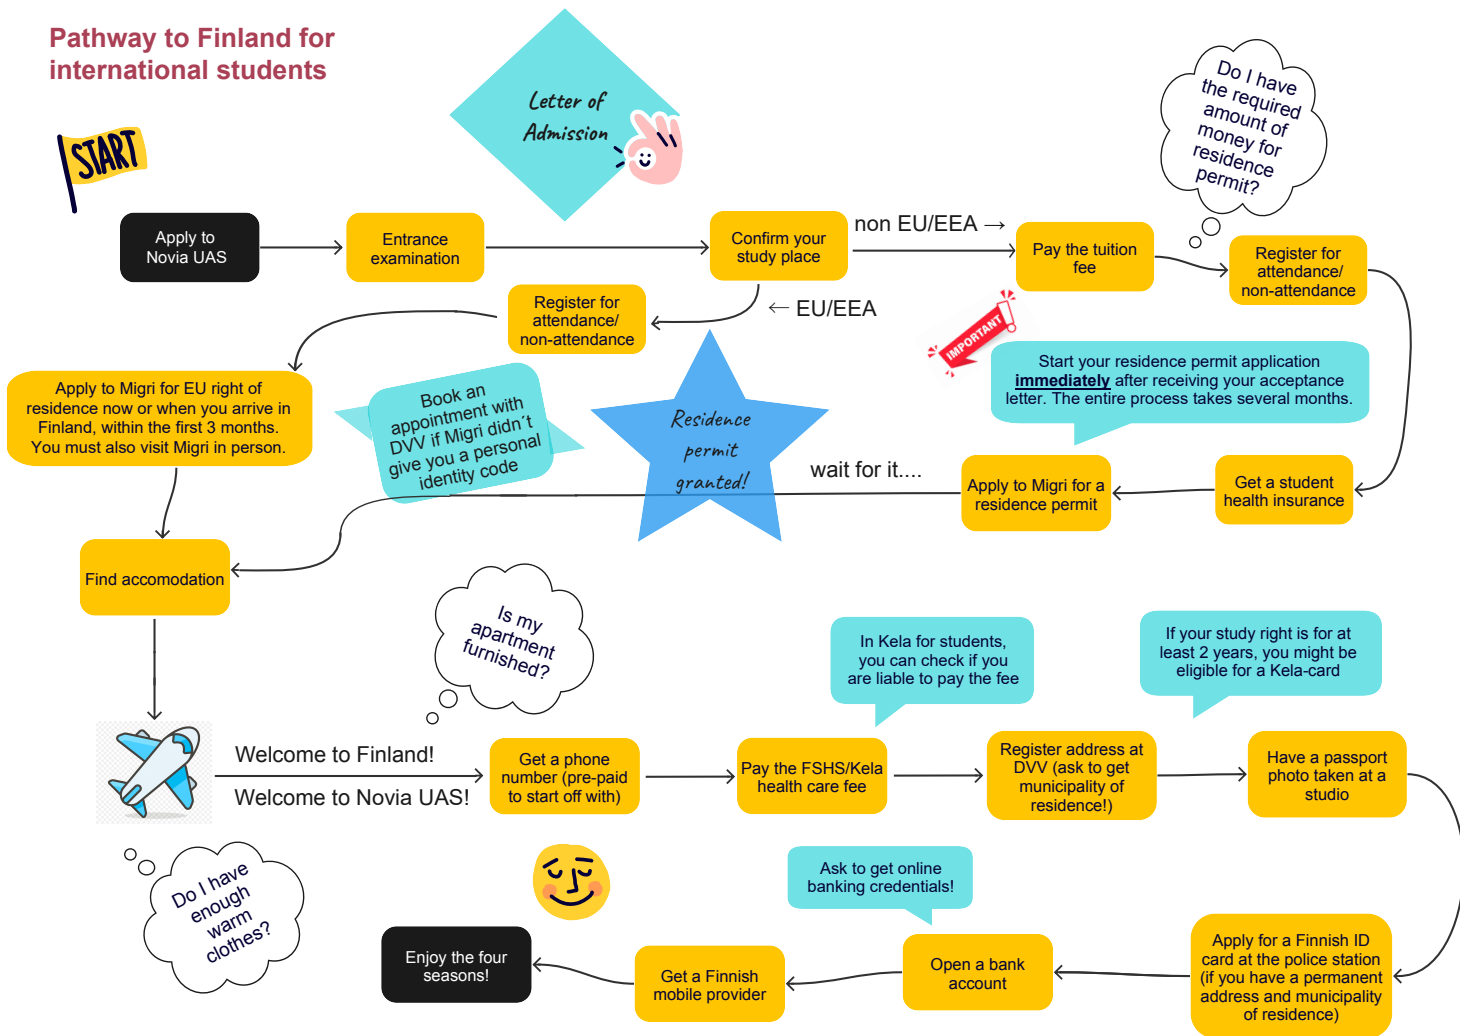 Pathway to Finland for
international students
START
Letter of
Admission
Do I have
the required
amount of
money for
residence
permit?
Apply to
Novia UAS
Entrance
examination
Confirm your
study place
non EU/EEA →
Pay the tuition
fee
Register for
attendance/
non-attendance
← EU/EEA
Register for
attendance/
non-attendance
IMPORTANT
Start your residence permit application
immediately after receiving your acceptance
letter. The entire process takes several months.
Apply to Migri for EU right of
residence now or when you arrive in
Finland, within the first 3 months.
You must also visit Migri in person.
Book an
appointment with
DVV if Migri didn´t
give you a personal
identity code
Residence
permit
granted!
wait for it....
Apply to Migri for a
residence permit
Get a student
health insurance
Find accomodation
Is my
apartment
furnished?
In Kela for students,
you can check if you
are liable to pay the fee
If your study right is for at
least 2 years, you might be
eligible for a Kela-card
Welcome to Finland!
Welcome to Novia UAS!
Get a phone
number (pre-paid
to start off with)
Pay the FSHS/Kela
health care fee
Register address at
DVV (ask to get
municipality of
residence!)
Have a passport
photo taken at a
studio
Do I have
enough
warm
clothes?
Ask to get online
banking credentials!
Enjoy the four
seasons!
Get a Finnish
mobile provider
Open a bank
account
Apply for a Finnish ID
card at the police station
(if you have a permanent
address and municipality
of residence)